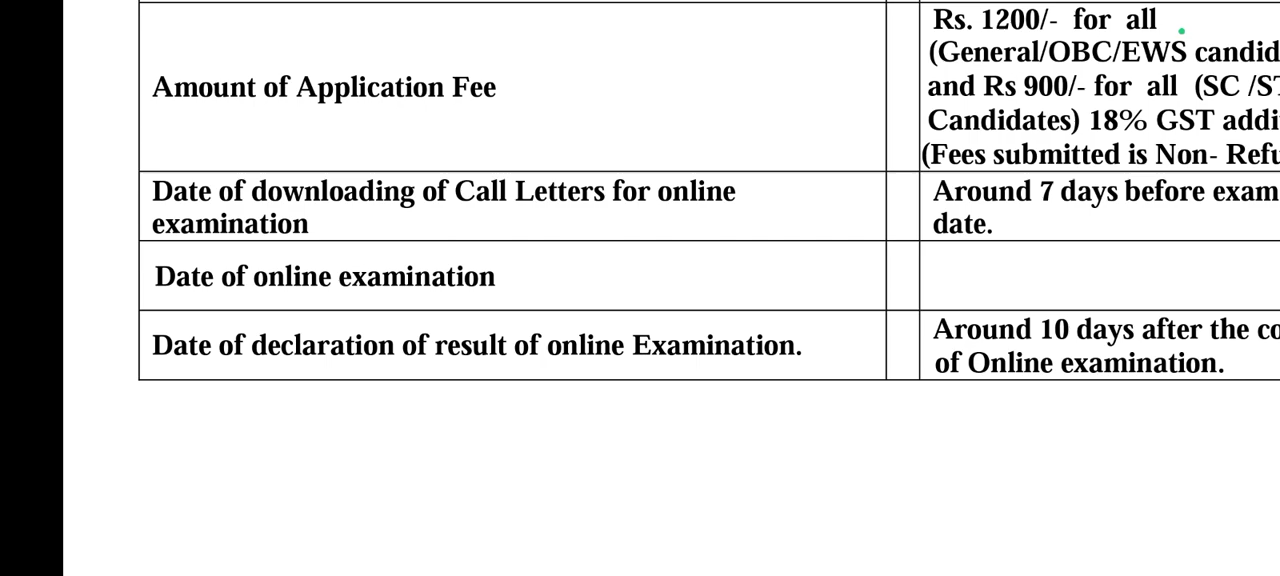 Amount of Application Fee
Rs. 1200/- for all
(General/OBC/EWS
and Rs 900/- for all (SC
Candidates) 18% GST
(Fees submitted is Non-
Date of downloading of Call Letters for online
examination
Around 7 days before exam
date.
Date of online examination
Date of declaration of result of online Examination.
Around 10 days after the
of Online examination.